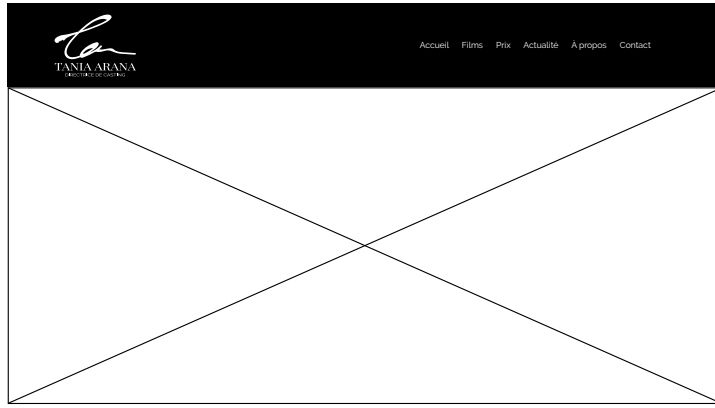 Accueil Films Prix Actualité À propos Contact
TANIA ARANA
DIRECTRICE DE CASTING